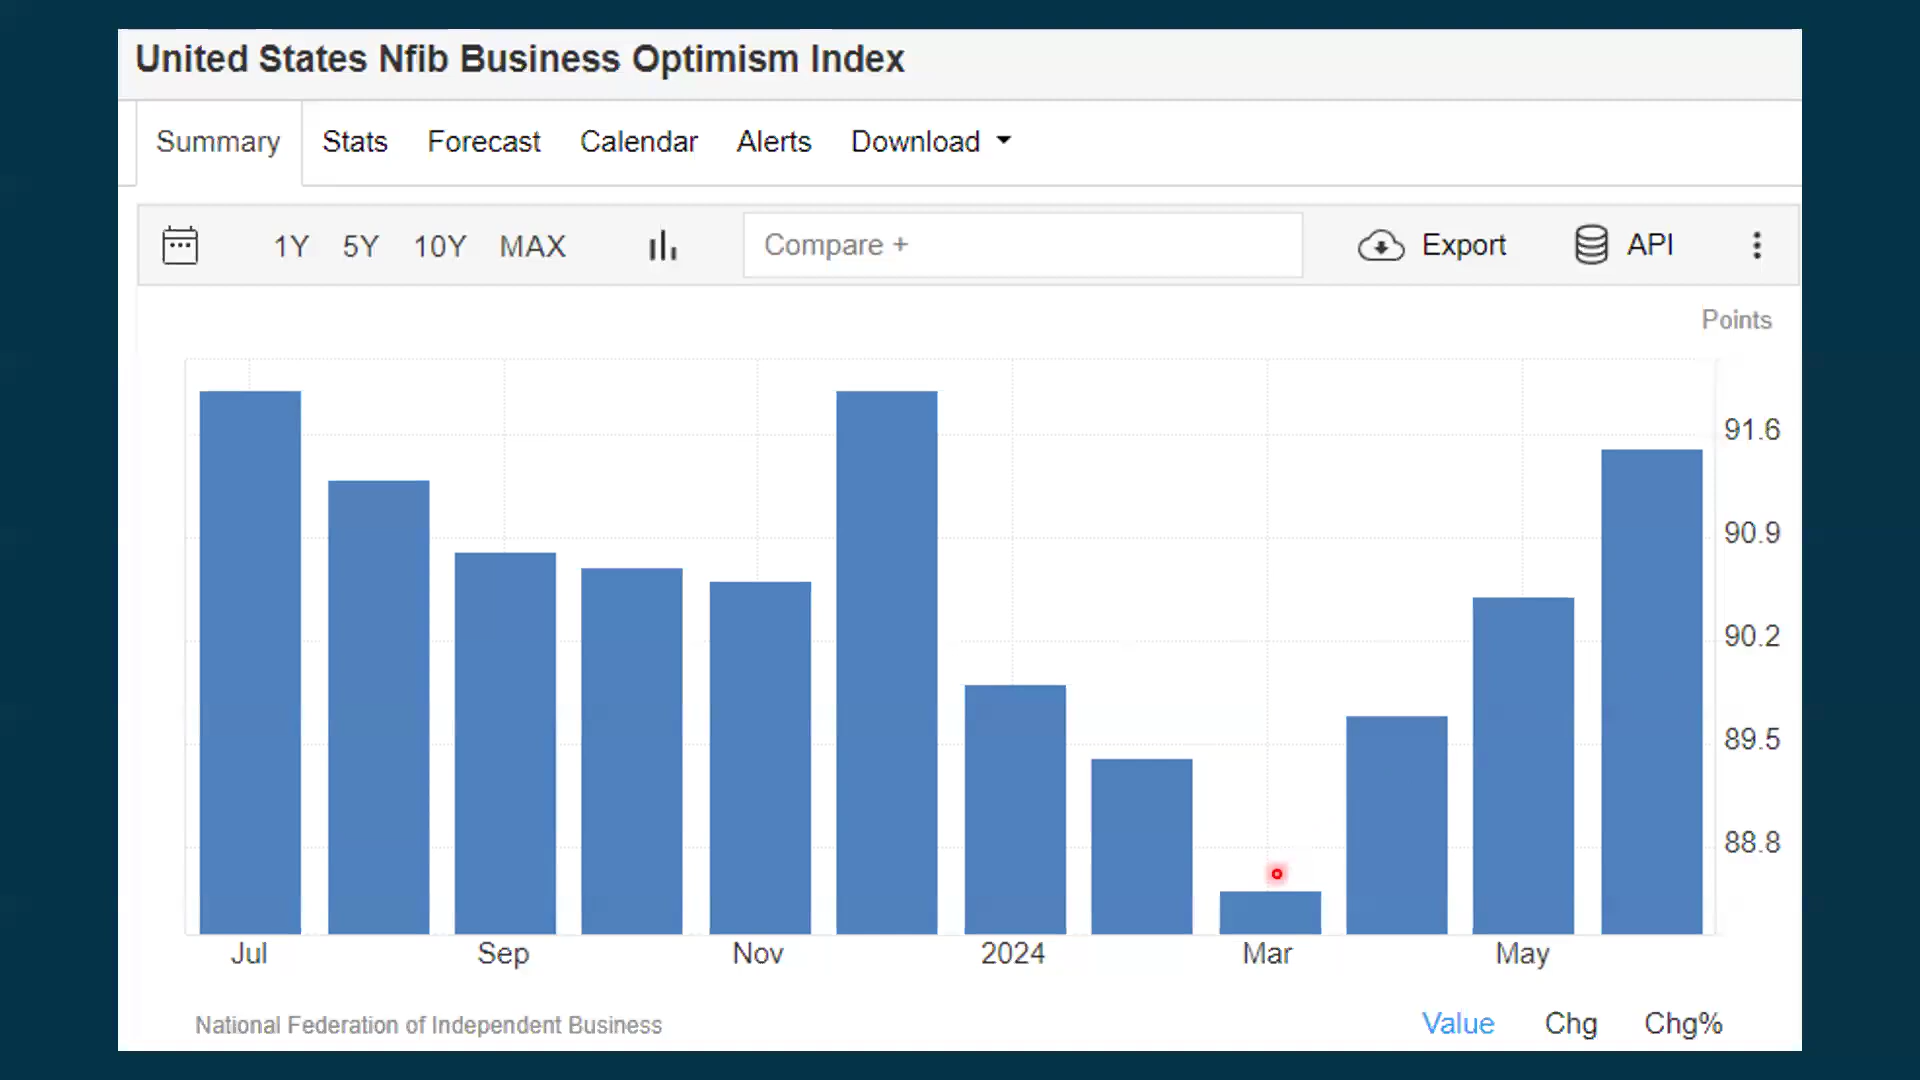 United States Nfib Business Optimism Index
Summary Stats Forecast Calendar Alerts Download
1Y 5Y 10Y MAX Compare + Export API
Points
91.6
90.9
90.2
89.5
88.8
Jul Sep Nov 2024 Mar May
National Federation of Independent Business Value Chg Chg%